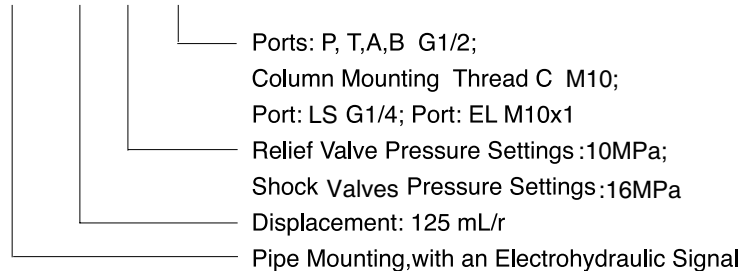 Ports: P, T,A,B G1/2;
Column Mounting Thread C M10;
Port: LS G1/4; Port: EL M10x1
Relief Valve Pressure Settings :10MPa;
Shock Valves Pressure Settings:16MPa
Displacement: 125 mL/r
Pipe Mounting,with an Electrohydraulic Signal